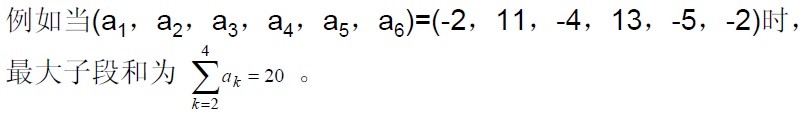 例如当(a₁，a₂，a₃，a₄，a₅，a₆)=(-2，11，-4，13，-5，-2)时，
最大子段和为 $\sum_{k=2}^{4} a_k = 20$ 。